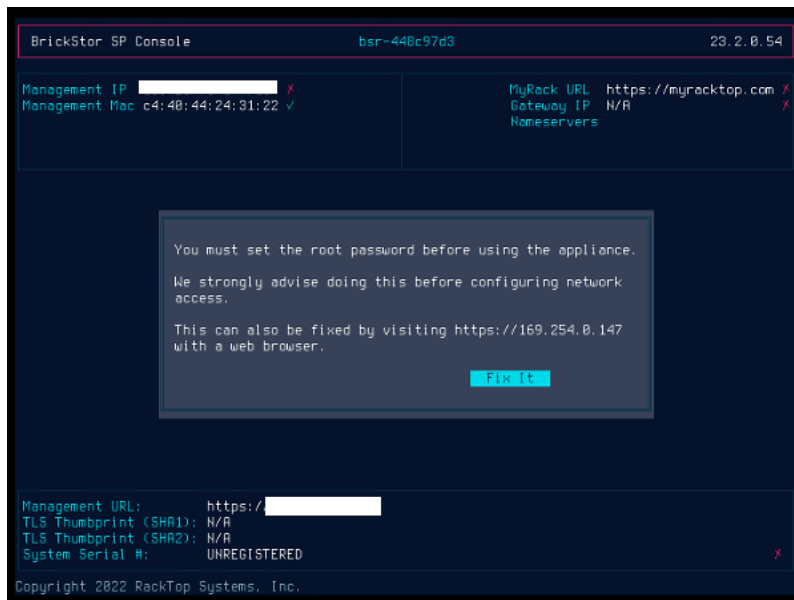 BrickStor SP Console bsr-448c97d3 23.2.0.54
Management IP ✗
Management Mac c4:40:44:24:31:22 ✓
MyRack URL https://myracktop.com ✗
Gateway IP N/A ✗
Nameservers
You must set the root password before using the appliance.
We strongly advise doing this before configuring network
access.
This can also be fixed by visiting https://169.254.0.147
with a web browser.
Fix It
Management URL: https:/
TLS Thumbprint (SHA1): N/A
TLS Thumbprint (SHA2): N/A
System Serial #: UNREGISTERED ✗
Copyright 2022 RackTop Systems, Inc.